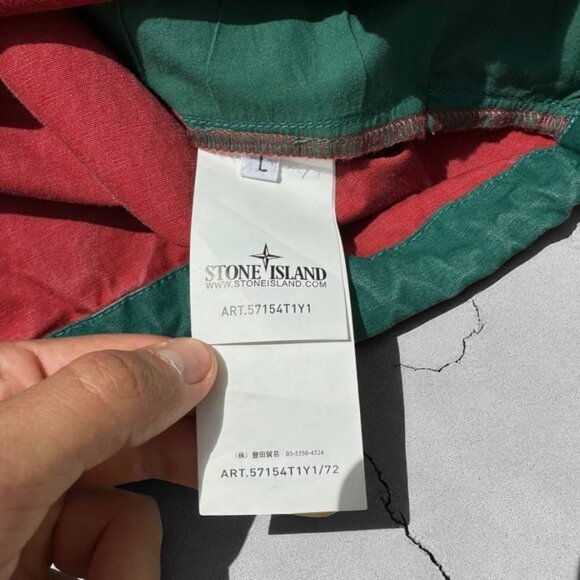 L
STONE ISLAND
WWW.STONEISLAND.COM
ART.57154T1Y1
(株) 豊田貿易 03-5350-4524
ART.57154T1Y1/72